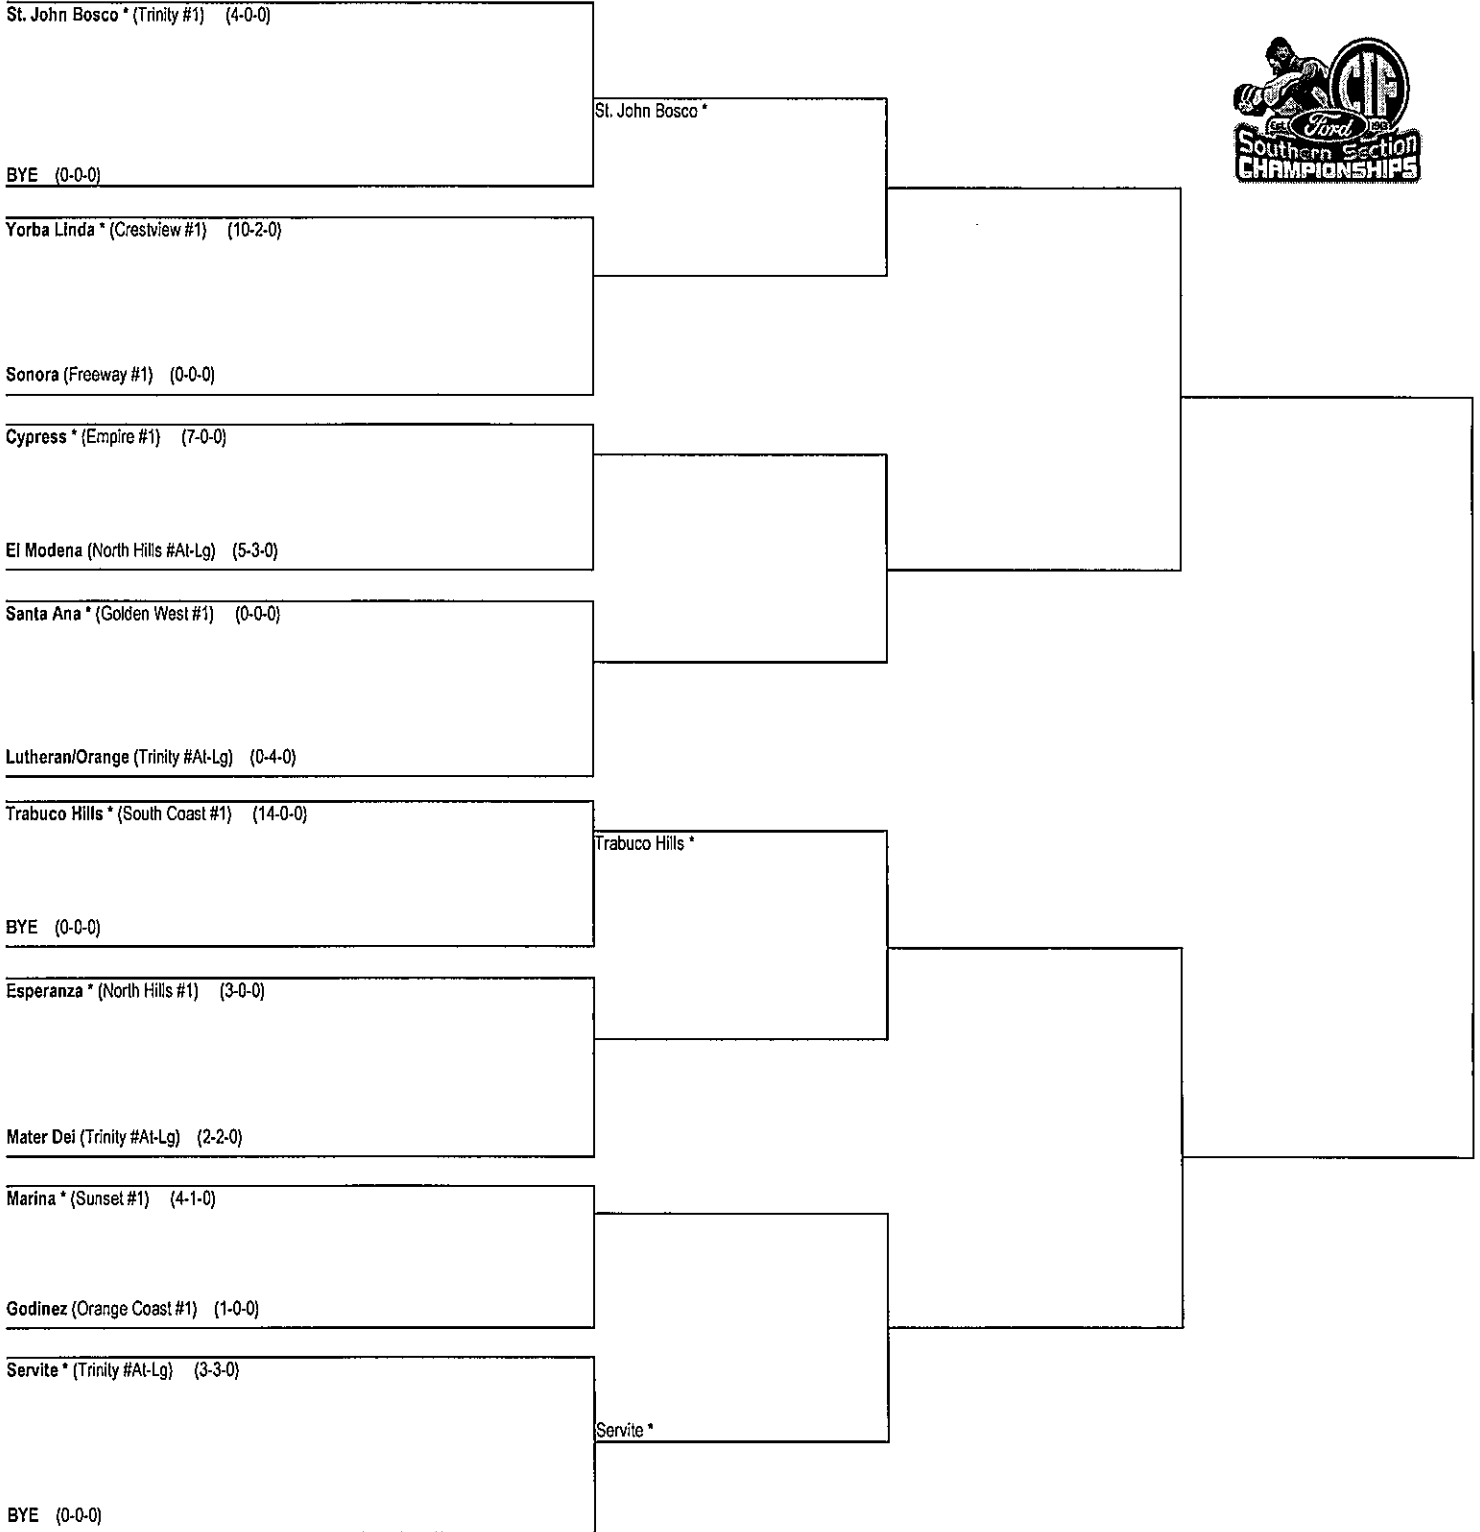 St. John Bosco * (Trinity #1) (4-0-0)
St. John Bosco *
BYE (0-0-0)
Yorba Linda * (Crestview #1) (10-2-0)
Sonora (Freeway #1) (0-0-0)
Cypress * (Empire #1) (7-0-0)
El Modena (North Hills #At-Lg) (5-3-0)
Santa Ana * (Golden West #1) (0-0-0)
Lutheran/Orange (Trinity #At-Lg) (0-4-0)
Trabuco Hills * (South Coast #1) (14-0-0)
Trabuco Hills *
BYE (0-0-0)
Esperanza * (North Hills #1) (3-0-0)
Mater Dei (Trinity #At-Lg) (2-2-0)
Marina * (Sunset #1) (4-1-0)
Godinez (Orange Coast #1) (1-0-0)
Servite * (Trinity #At-Lg) (3-3-0)
Servite *
BYE (0-0-0)
CIF
Est. Ford 1913
Southern Section
CHAMPIONSHIPS